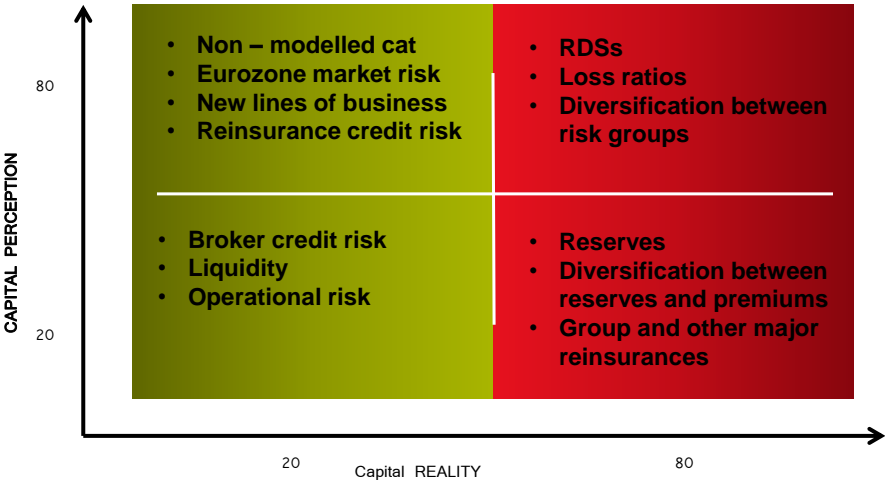 80
20
CAPITAL PERCEPTION
• Non – modelled cat
• Eurozone market risk
• New lines of business
• Reinsurance credit risk
• RDSs
• Loss ratios
• Diversification between
risk groups
• Broker credit risk
• Liquidity
• Operational risk
• Reserves
• Diversification between
reserves and premiums
• Group and other major
reinsurances
20
Capital REALITY
80